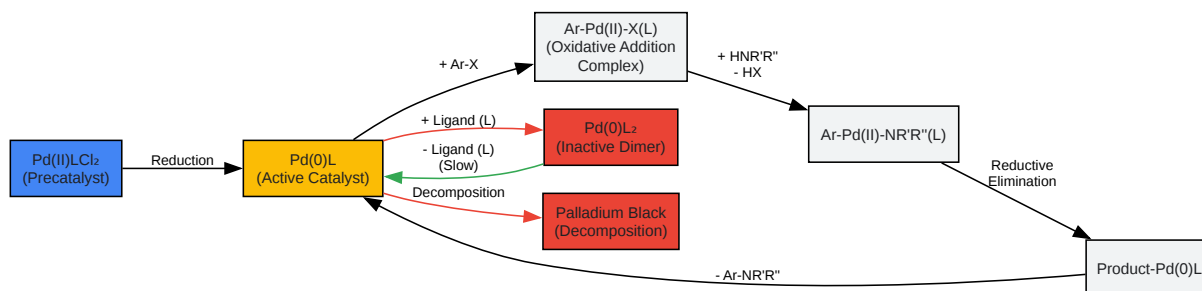 Pd(II)LCl₂
(Precatalyst)
Reduction
Pd(0)L
(Active Catalyst)
+ Ar-X
Ar-Pd(II)-X(L)
(Oxidative Addition
Complex)
+ HNR'R"
- HX
Ar-Pd(II)-NR'R"(L)
Reductive
Elimination
Product-Pd(0)L
- Ar-NR'R"
+ Ligand (L)
Pd(0)L₂
(Inactive Dimer)
- Ligand (L)
(Slow)
Decomposition
Palladium Black
(Decomposition)